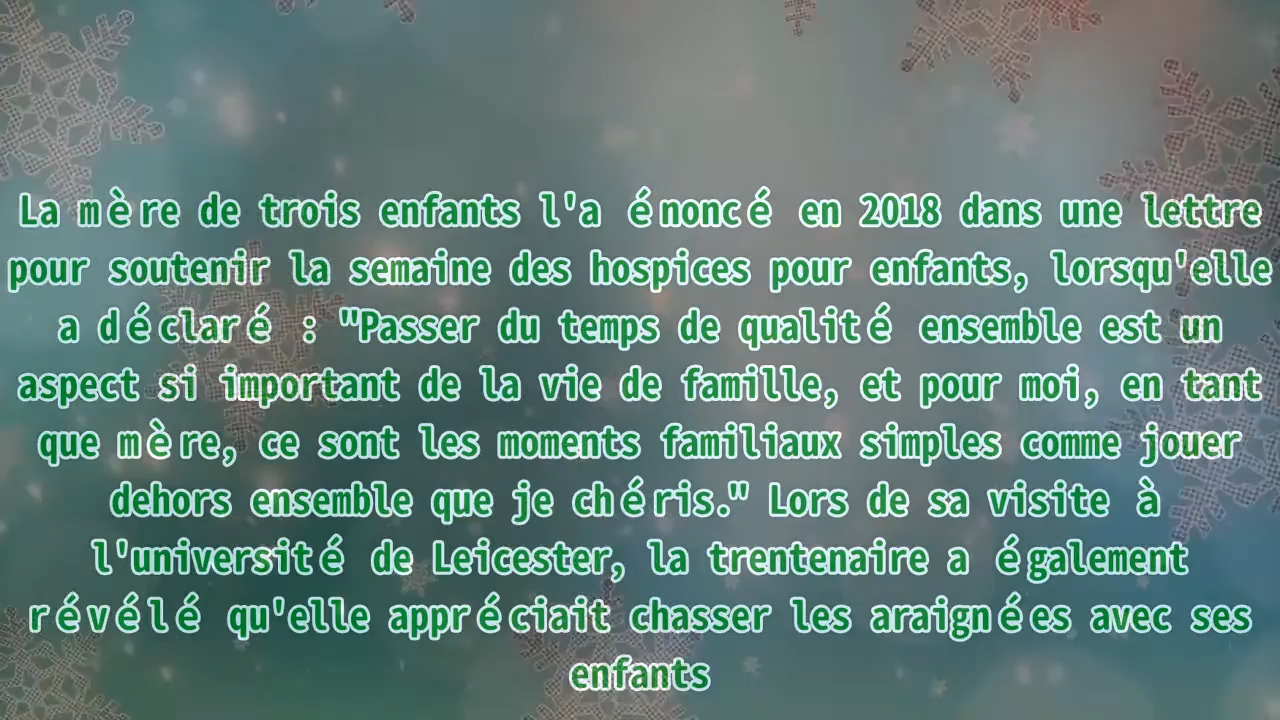 La mère de trois enfants l'a énoncé en 2018 dans une lettre
pour soutenir la semaine des hospices pour enfants, lorsqu'elle
a déclaré : "Passer du temps de qualité ensemble est un
aspect si important de la vie de famille, et pour moi, en tant
que mère, ce sont les moments familiaux simples comme jouer
dehors ensemble que je chéris." Lors de sa visite à
l'université de Leicester, la trentenaire a également
révélé qu'elle appréciait chasser les araignées avec ses
enfants